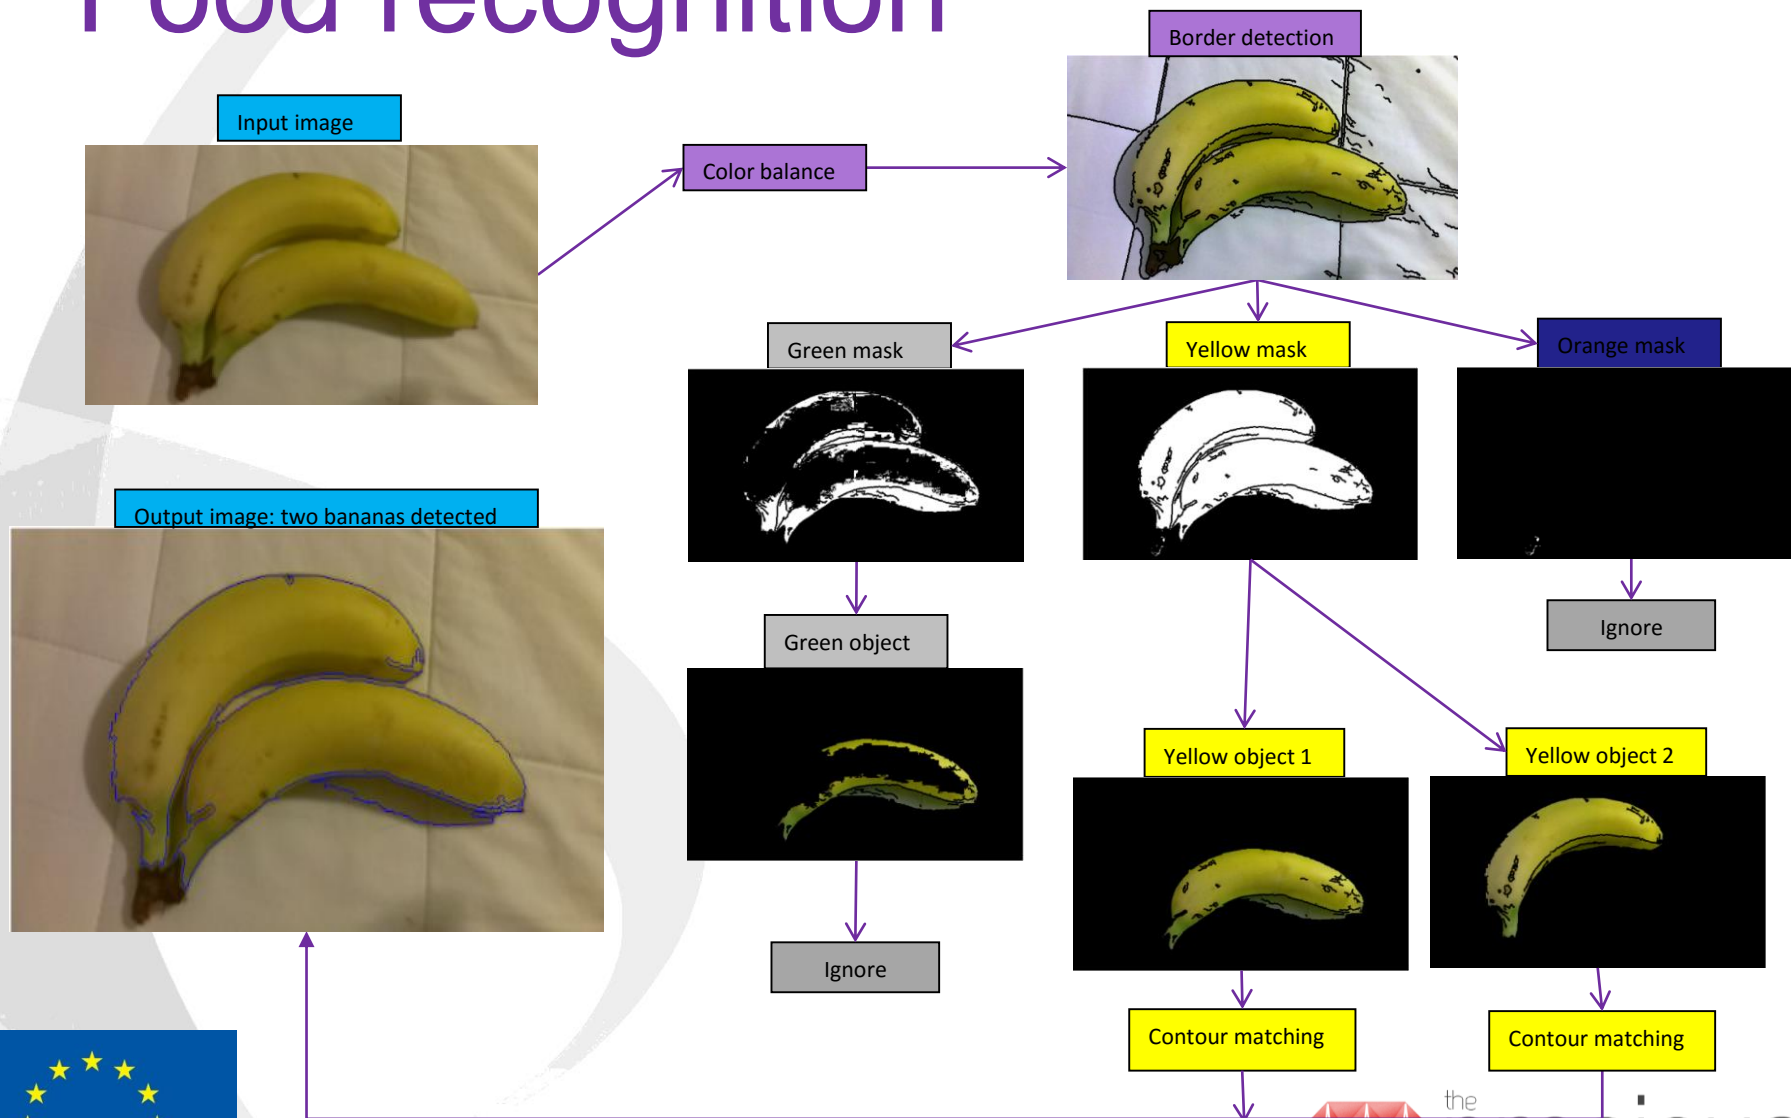 Food recognition
Border detection
Input image
Color balance
Green mask
Yellow mask
Orange mask
Output image: two bananas detected
Ignore
Green object
Yellow object 1
Yellow object 2
Ignore
Contour matching
Contour matching
the